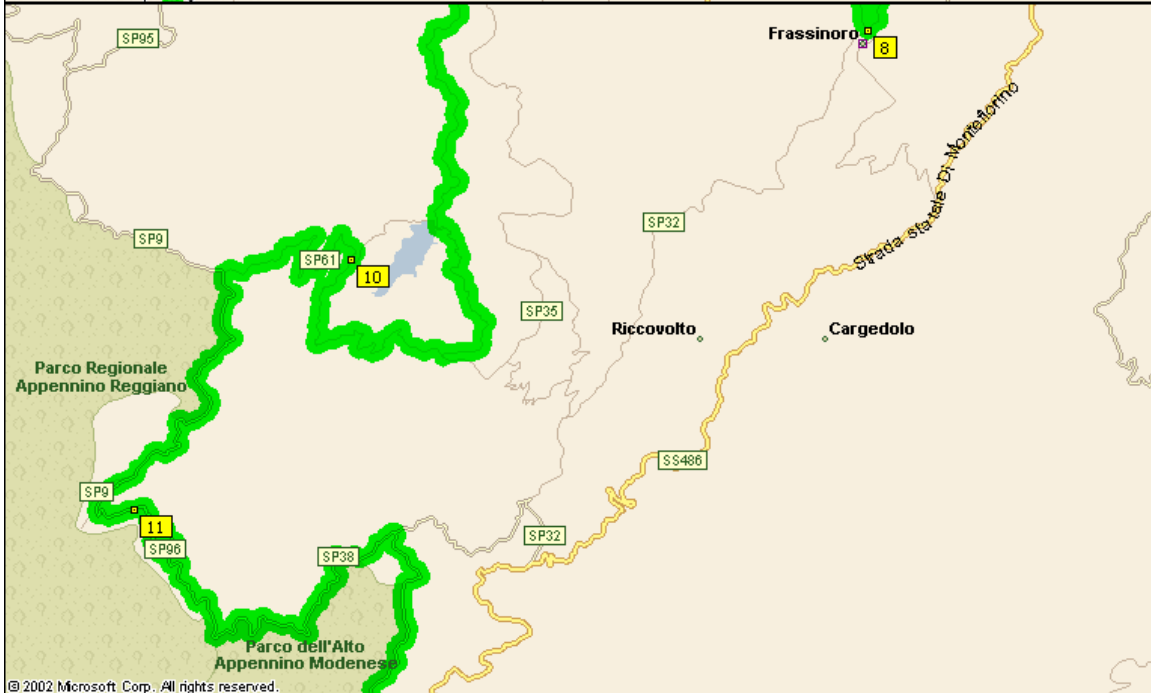 SP95
Frassinoro
8
Strada Statale Di Montefiorino
SP32
SP9
SP61
10
SP35
Riccovolto
Cargedolo
Parco Regionale
Appennino Reggiano
SS486
SP9
11
SP96
SP38
SP32
Parco dell'Alto
Appennino Modenese
© 2002 Microsoft Corp. All rights reserved.